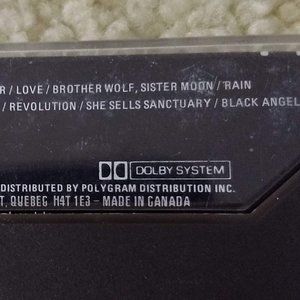 R / LOVE / BROTHER WOLF, SISTER MOON / RAIN
/ REVOLUTION / SHE SELLS SANCTUARY / BLACK ANGEL
DOLBY SYSTEM
DISTRIBUTED BY POLYGRAM DISTRIBUTION INC.
T, QUEBEC H4T 1E3 – MADE IN CANADA